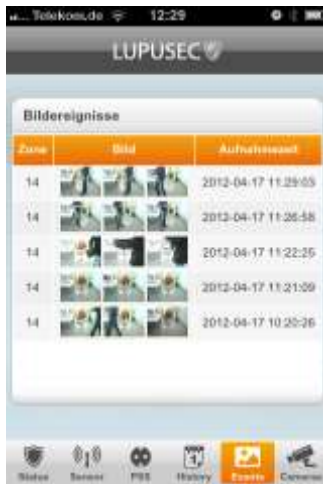 Telekom.de 12:29
LUPUSEC
Bildereignisse
Zone Bild Aufnahmezeit
14 2012-04-17 11:29:03
14 2012-04-17 11:26:58
14 2012-04-17 11:22:25
14 2012-04-17 11:21:09
14 2012-04-17 10:20:26
Status Sensor PSS History Events Cameras